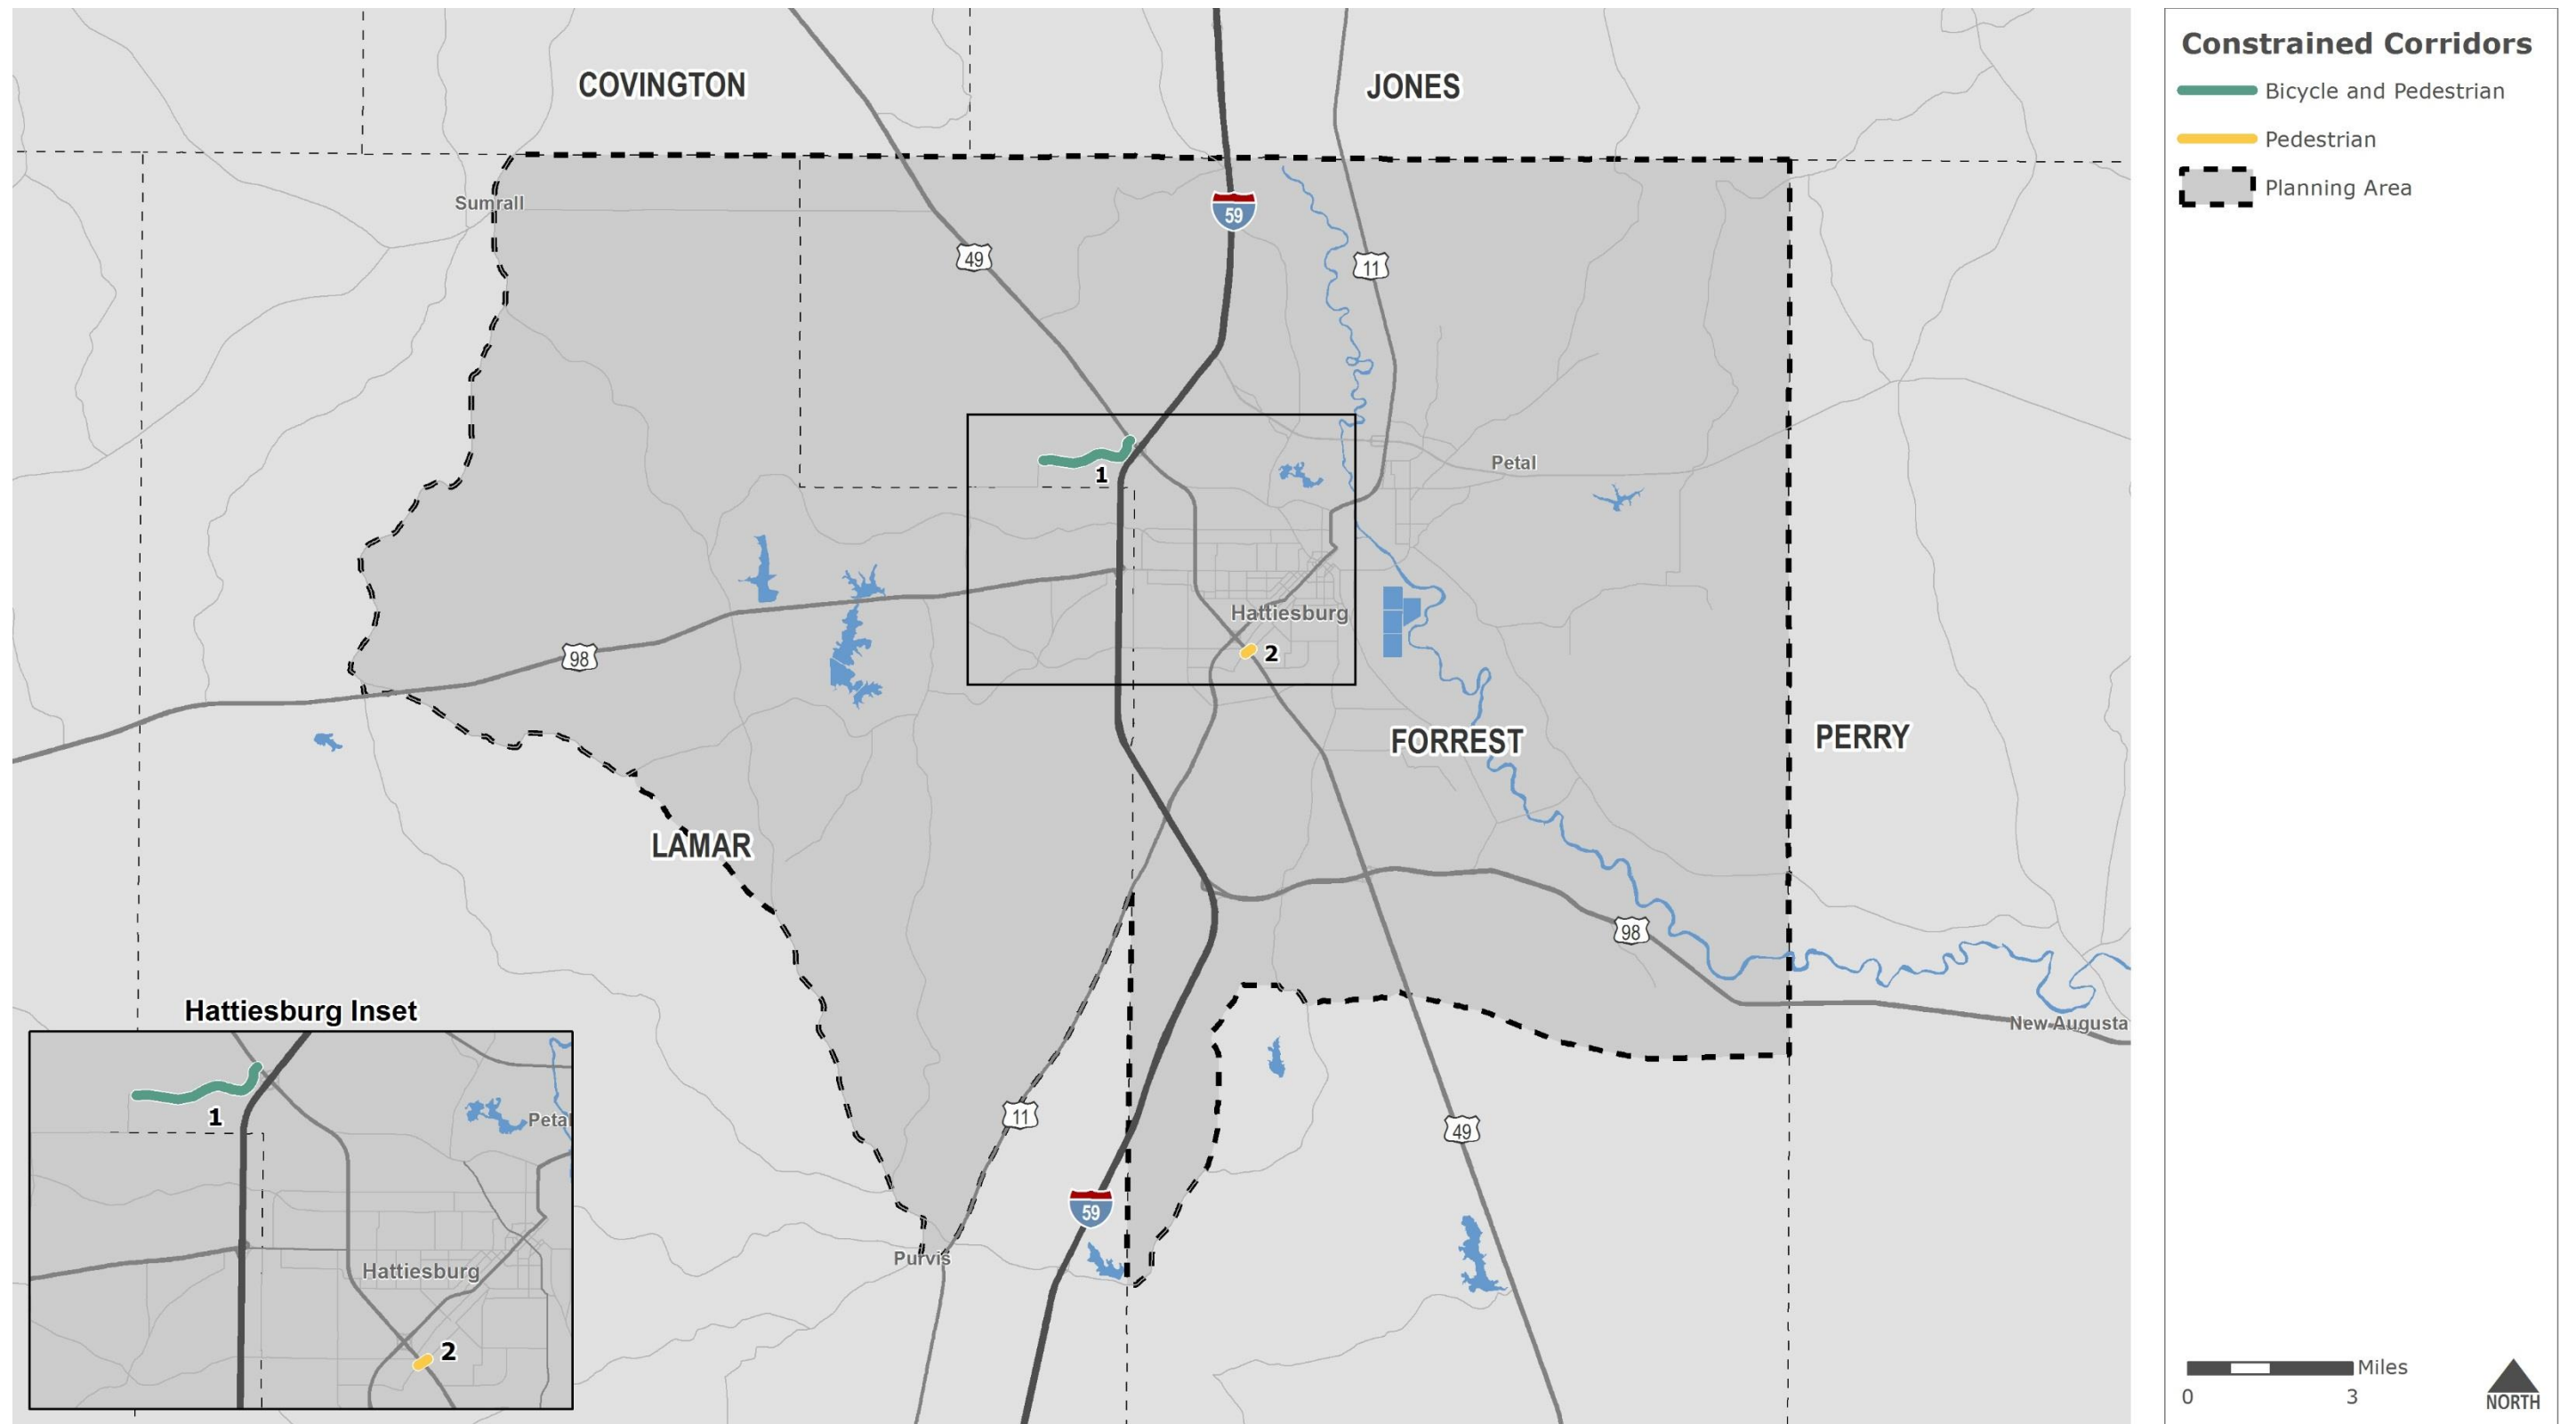 COVINGTON
JONES
Sumrall
59
49
11
1
Petal
Hattiesburg
2
98
FORREST
PERRY
LAMAR
98
New Augusta
11
49
59
Purvis
Hattiesburg Inset
1
Petal
Hattiesburg
2
Constrained Corridors
Bicycle and Pedestrian
Pedestrian
Planning Area
Miles
0 3
NORTH